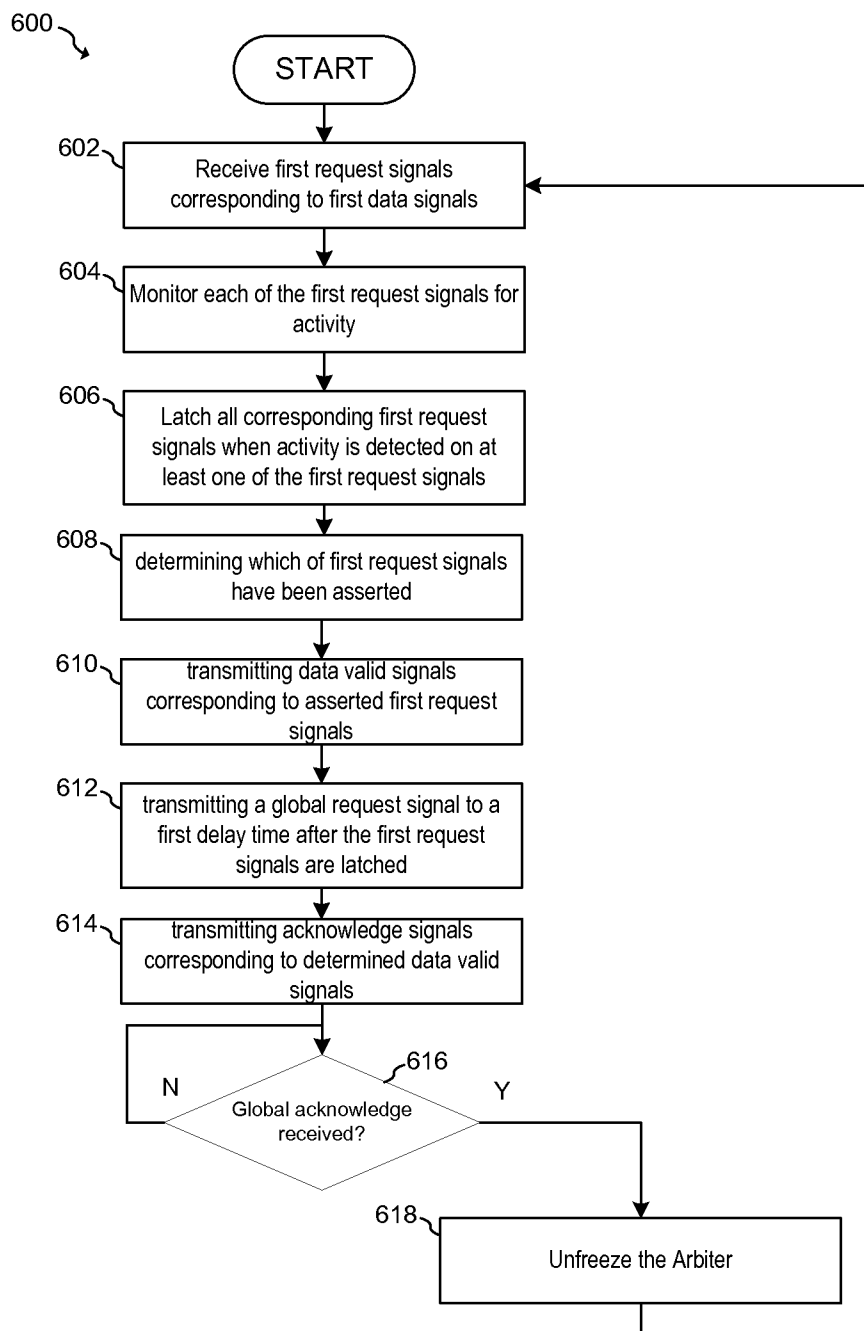 600
START
602
Receive first request signals
corresponding to first data signals
604
Monitor each of the first request signals for
activity
606
Latch all corresponding first request
signals when activity is detected on at
least one of the first request signals
608
determining which of first request signals
have been asserted
610
transmitting data valid signals
corresponding to asserted first request
signals
612
transmitting a global request signal to a
first delay time after the first request
signals are latched
614
transmitting acknowledge signals
corresponding to determined data valid
signals
616
N
Y
Global acknowledge
received?
618
Unfreeze the Arbiter